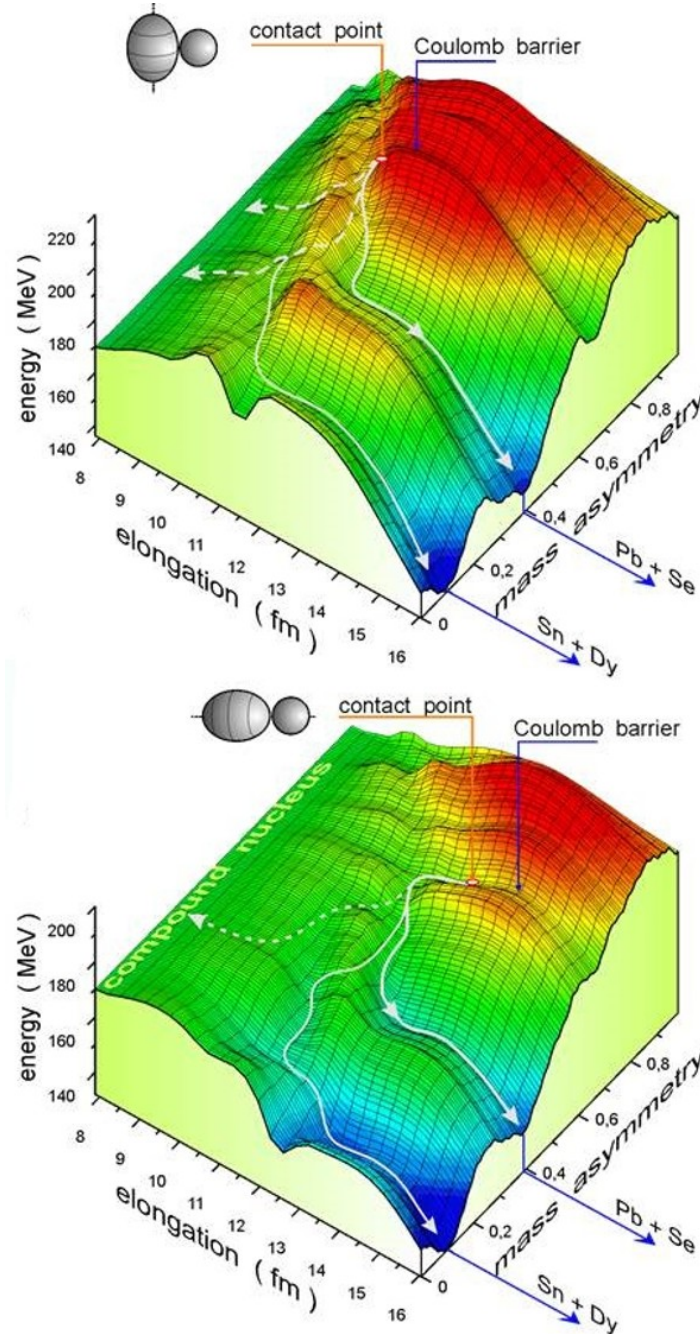 contact point
Coulomb barrier
energy ( MeV )
220
200
180
160
140
8
9
10
11
12
13
14
15
16
elongation ( fm )
0
0,2
0,4
0,6
0,8
mass asymmetry
Pb + Se
Sn + Dy
contact point
Coulomb barrier
compound nucleus
energy ( MeV )
200
180
160
140
8
9
10
11
12
13
14
15
16
elongation ( fm )
0
0,2
0,4
0,6
0,8
mass asymmetry
Pb + Se
Sn + Dy